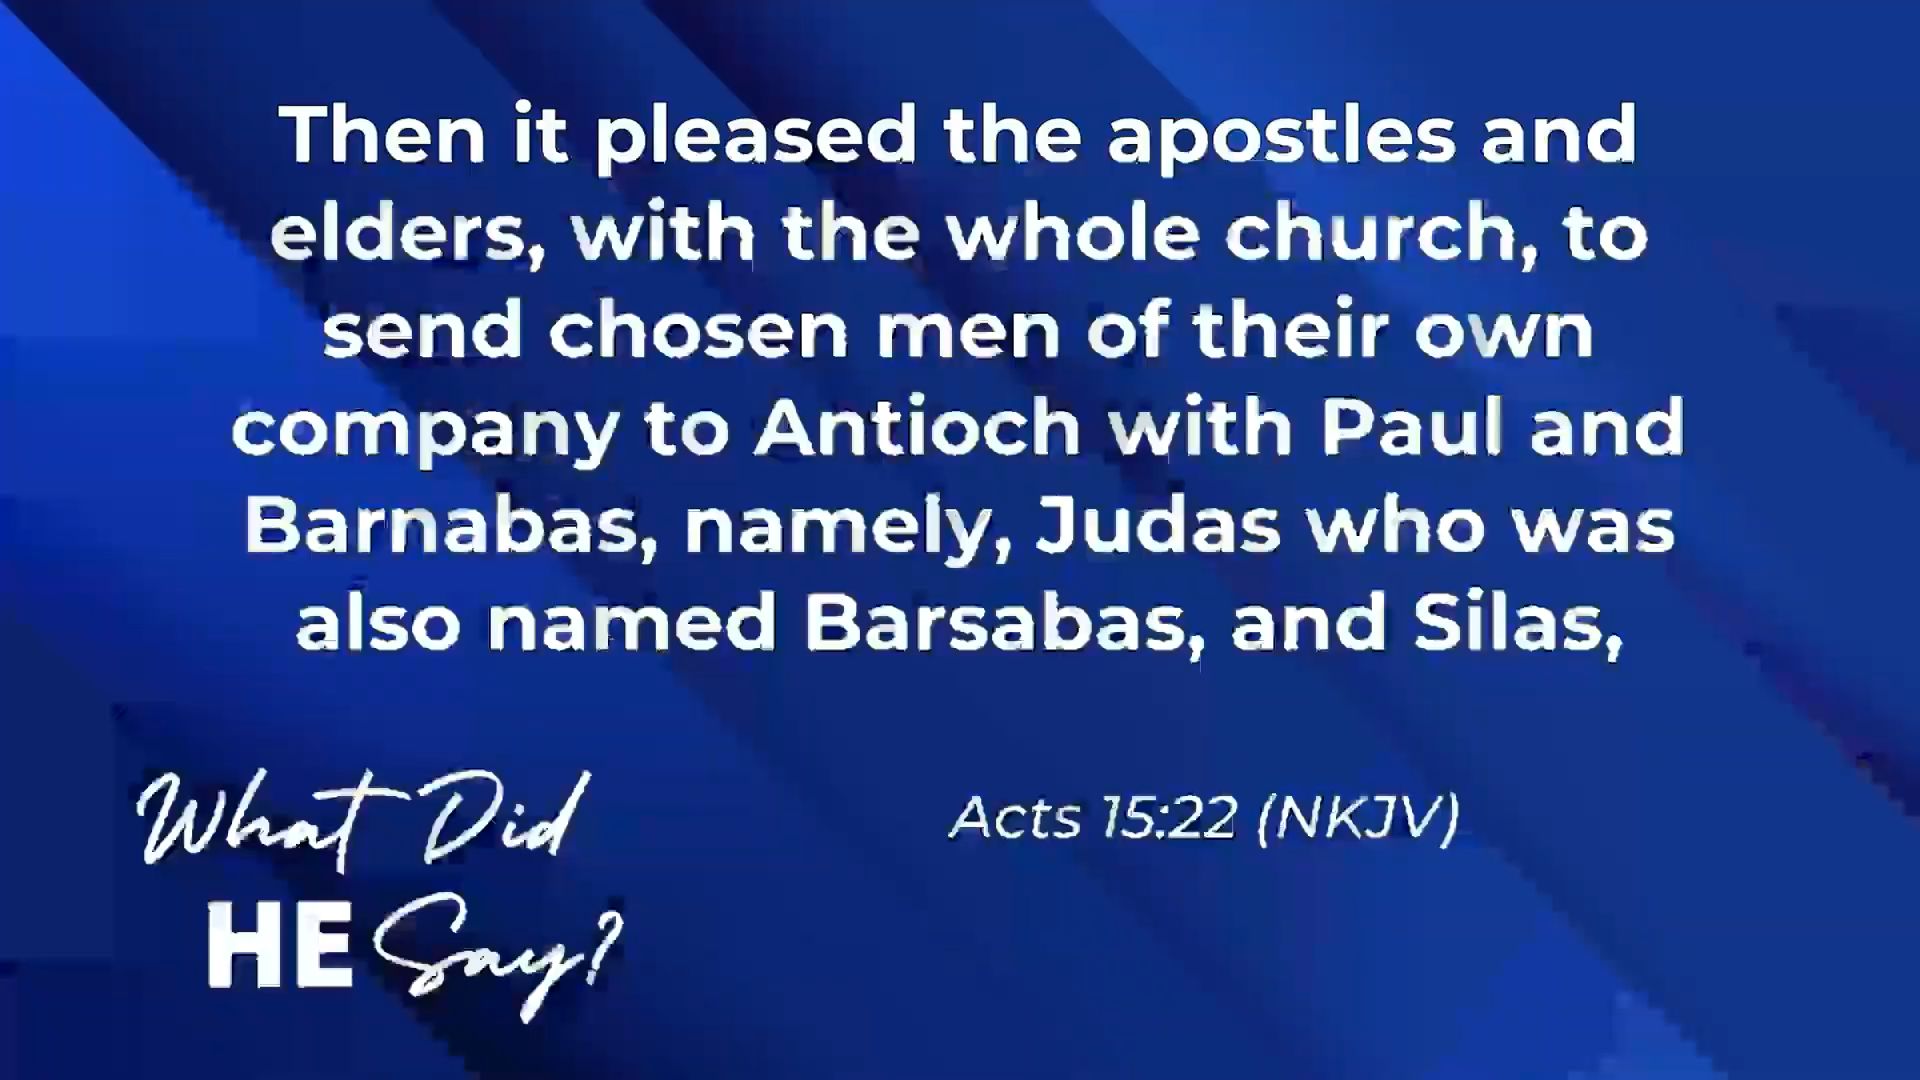 Then it pleased the apostles and
elders, with the whole church, to
send chosen men of their own
company to Antioch with Paul and
Barnabas, namely, Judas who was
also named Barsabas, and Silas,
Acts 15:22 (NKJV)
What Did
HE Say?